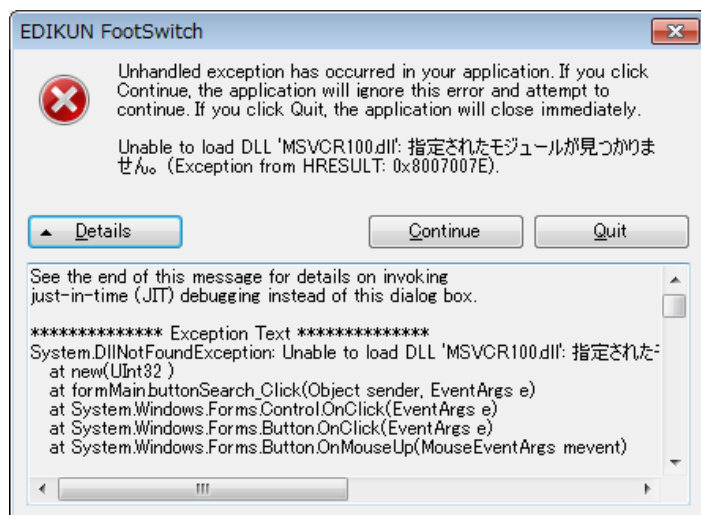 EDIKUN FootSwitch
Unhandled exception has occurred in your application. If you click
Continue, the application will ignore this error and attempt to
continue. If you click Quit, the application will close immediately.
Unable to load DLL 'MSVCR100.dll': 指定されたモジュールが見つかりま
せん。 (Exception from HRESULT: 0x8007007E).
Details
Continue
Quit
See the end of this message for details on invoking
just-in-time (JIT) debugging instead of this dialog box.
************** Exception Text **************
System.DllNotFoundException: Unable to load DLL 'MSVCR100.dll': 指定された
at new(UInt32 )
at formMain.buttonSearch_Click(Object sender, EventArgs e)
at System.Windows.Forms.Control.OnClick(EventArgs e)
at System.Windows.Forms.Button.OnClick(EventArgs e)
at System.Windows.Forms.Button.OnMouseUp(MouseEventArgs mevent)